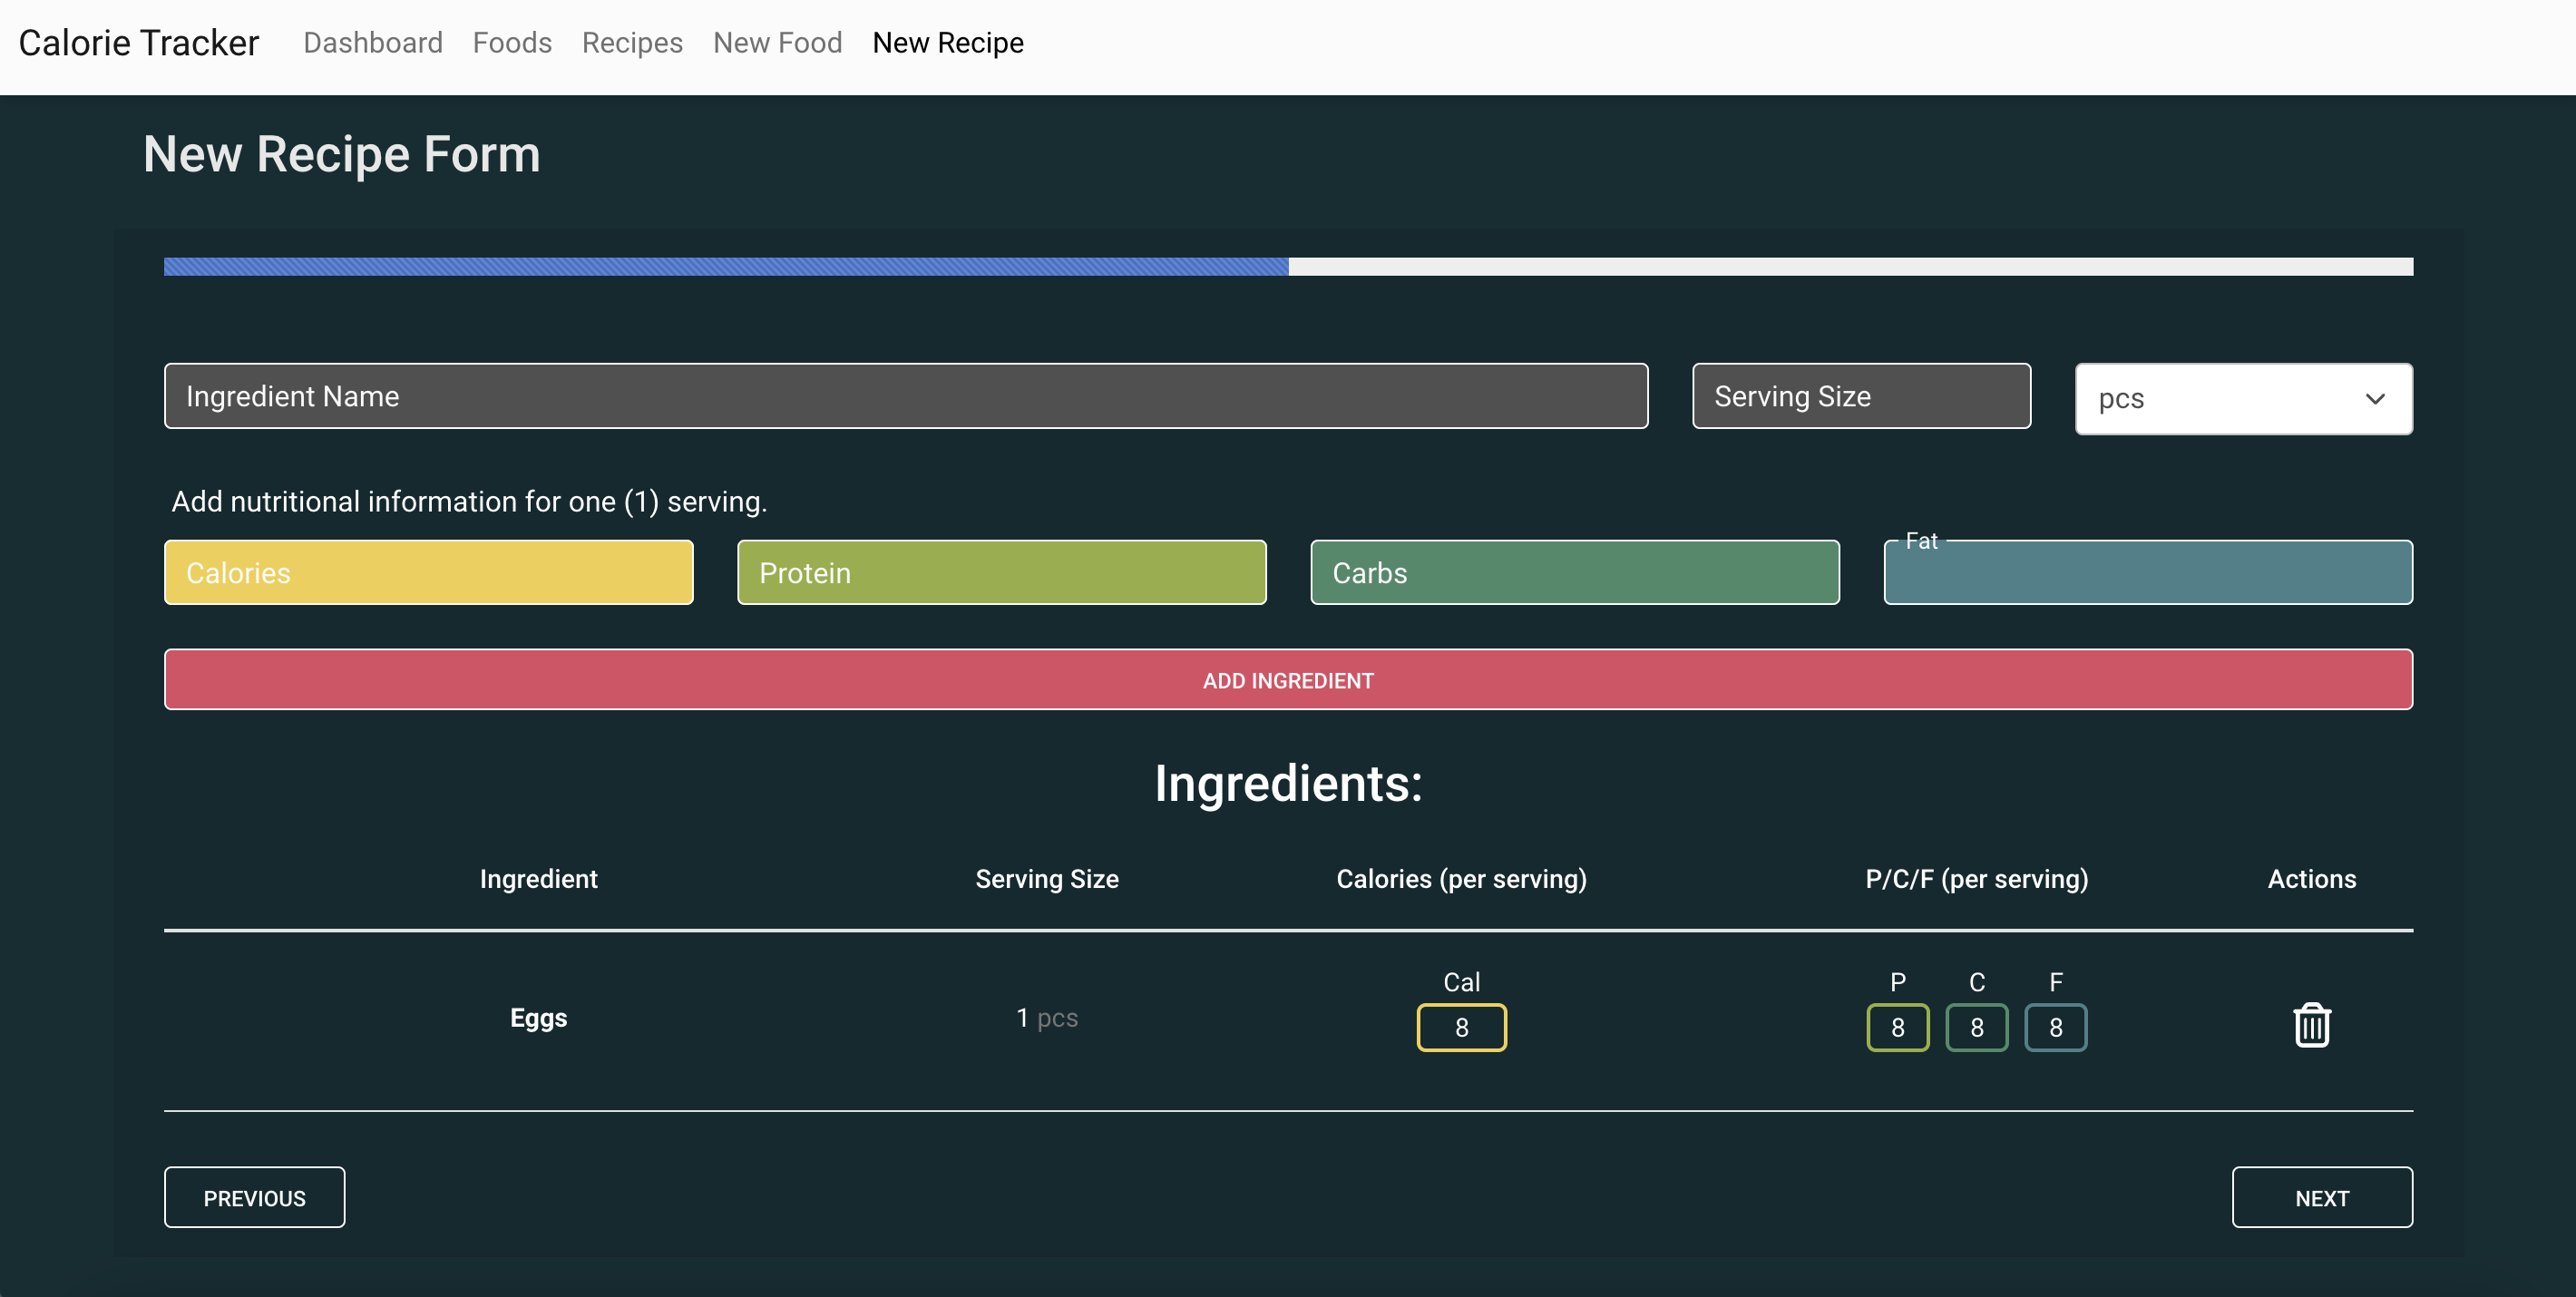 Calorie Tracker Dashboard Foods Recipes New Food New Recipe
New Recipe Form
Ingredient Name Serving Size pcs
Add nutritional information for one (1) serving.
Calories Protein Carbs Fat
ADD INGREDIENT
Ingredients:
Ingredient Serving Size Calories (per serving) P/C/F (per serving) Actions
Cal P C F
Eggs 1 pcs 8 8 8 8
PREVIOUS NEXT